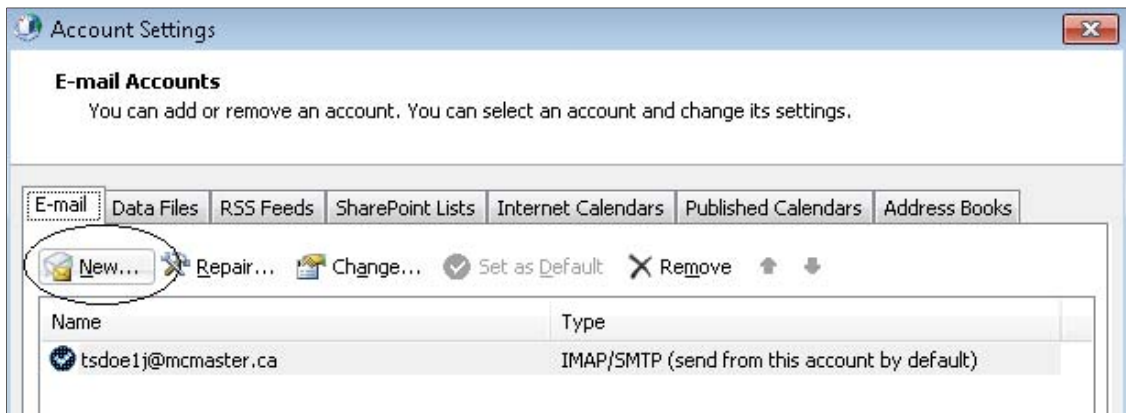 Account Settings
E-mail Accounts
You can add or remove an account. You can select an account and change its settings.
E-mail Data Files RSS Feeds SharePoint Lists Internet Calendars Published Calendars Address Books
New... Repair... Change... Set as Default Remove
Name Type
tsdoe1j@mcmaster.ca IMAP/SMTP (send from this account by default)